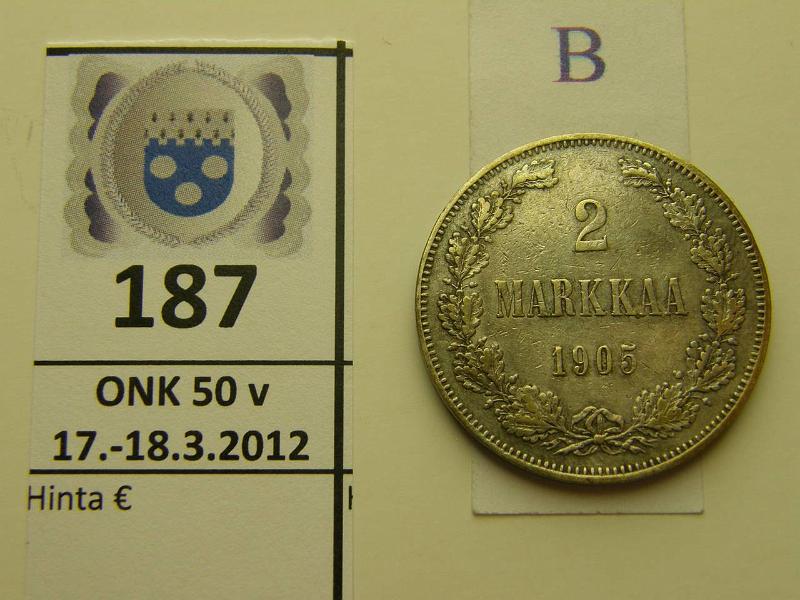 187
ONK 50 v
17.-18.3.2012
Hinta €
B
2
MARKKAA
1905